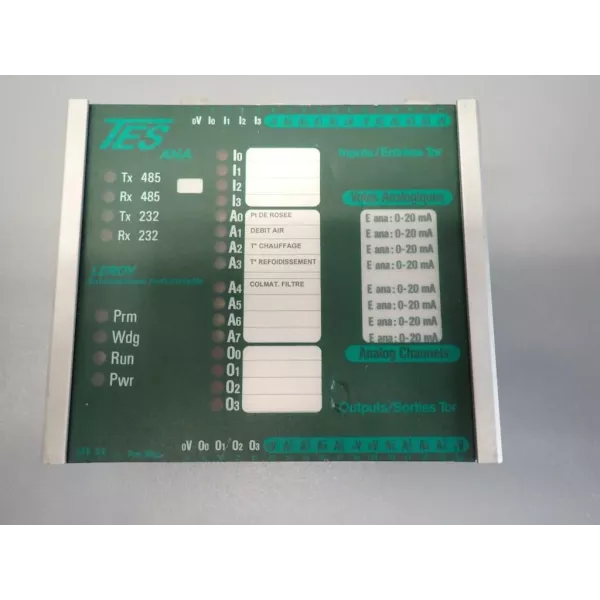 0V I0 I1 I2 I3
TES
ANA
Inputs/Entrées Tor
Tx 485
Rx 485
Tx 232
Rx 232
I0
I1
I2
I3
Voies Analogiques
A0 Pt DE ROSEE
A1 DEBIT AIR
A2 T° CHAUFFAGE
A3 T° REFOIDISSEMENT
A4 COLMAT. FILTRE
A5
A6
A7
E ana: 0-20 mA
E ana: 0-20 mA
E ana: 0-20 mA
E ana: 0-20 mA
E ana: 0-20 mA
E ana: 0-20 mA
E ana: 0-20 mA
E ana: 0-20 mA
Analog Channels
LEROY
Prm
Wdg
Run
Pwr
O0
O1
O2
O3
Outputs/Sorties Tor
0V O0 O1 O2 O3